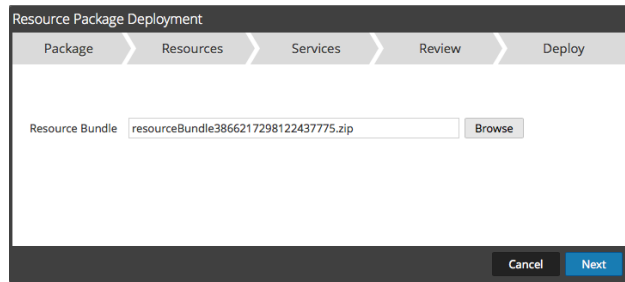 Resource Package Deployment
Package Resources Services Review Deploy
Resource Bundle resourceBundle3866217298122437775.zip Browse
Cancel Next